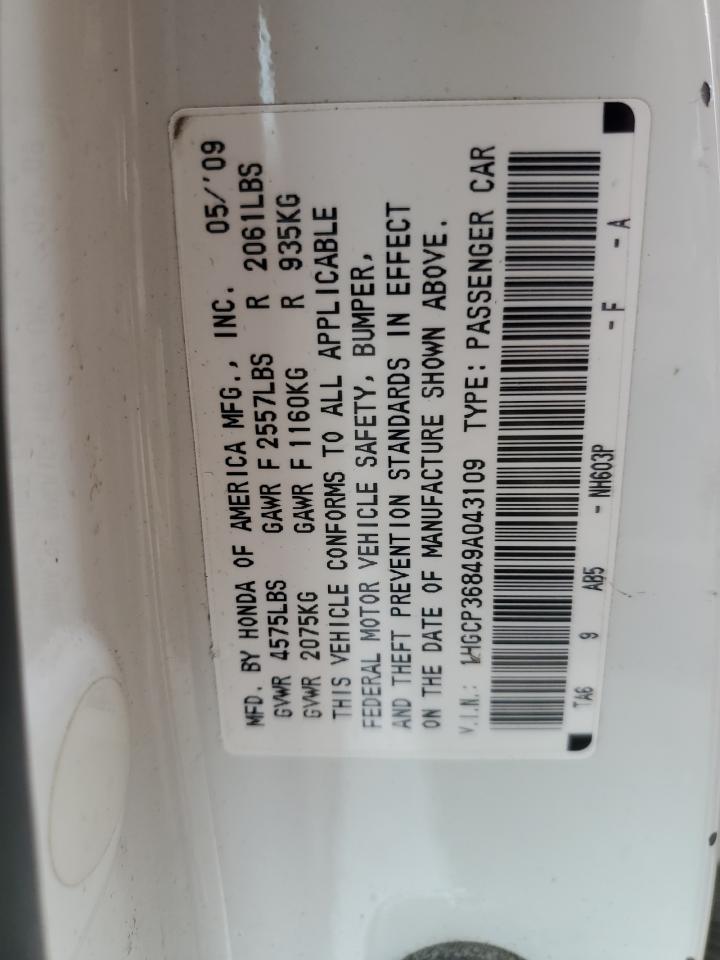 MFD. BY HONDA OF AMERICA MFG., INC. 05/'09
GVWR 4575LBS GAWR F 2557LBS R 2061LBS
GVWR 2075KG GAWR F 1160KG R 935KG
THIS VEHICLE CONFORMS TO ALL APPLICABLE
FEDERAL MOTOR VEHICLE SAFETY, BUMPER,
AND THEFT PREVENTION STANDARDS IN EFFECT
ON THE DATE OF MANUFACTURE SHOWN ABOVE.
V.I.N.: 1HGCP36849A043109 TYPE: PASSENGER CAR
TA6 9 AB5 - NH603P - F - A